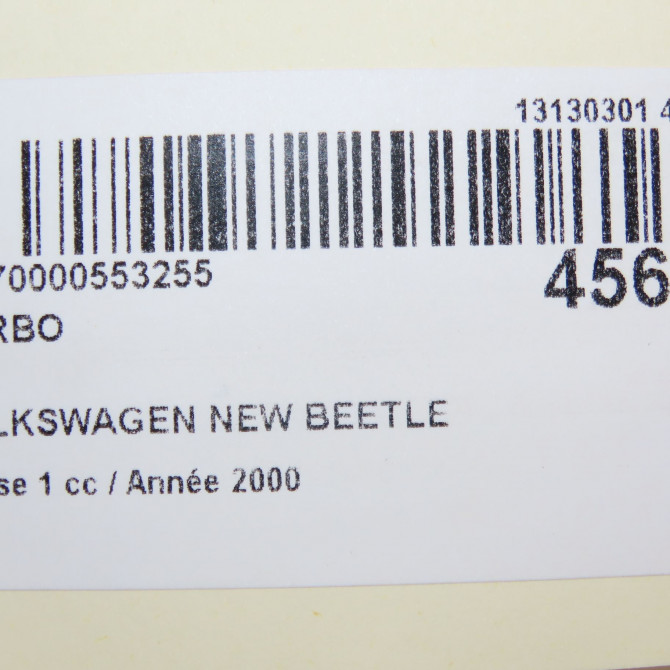 13130301 4
70000553255
456
RBO
LKSWAGEN NEW BEETLE
se 1 cc / Année 2000